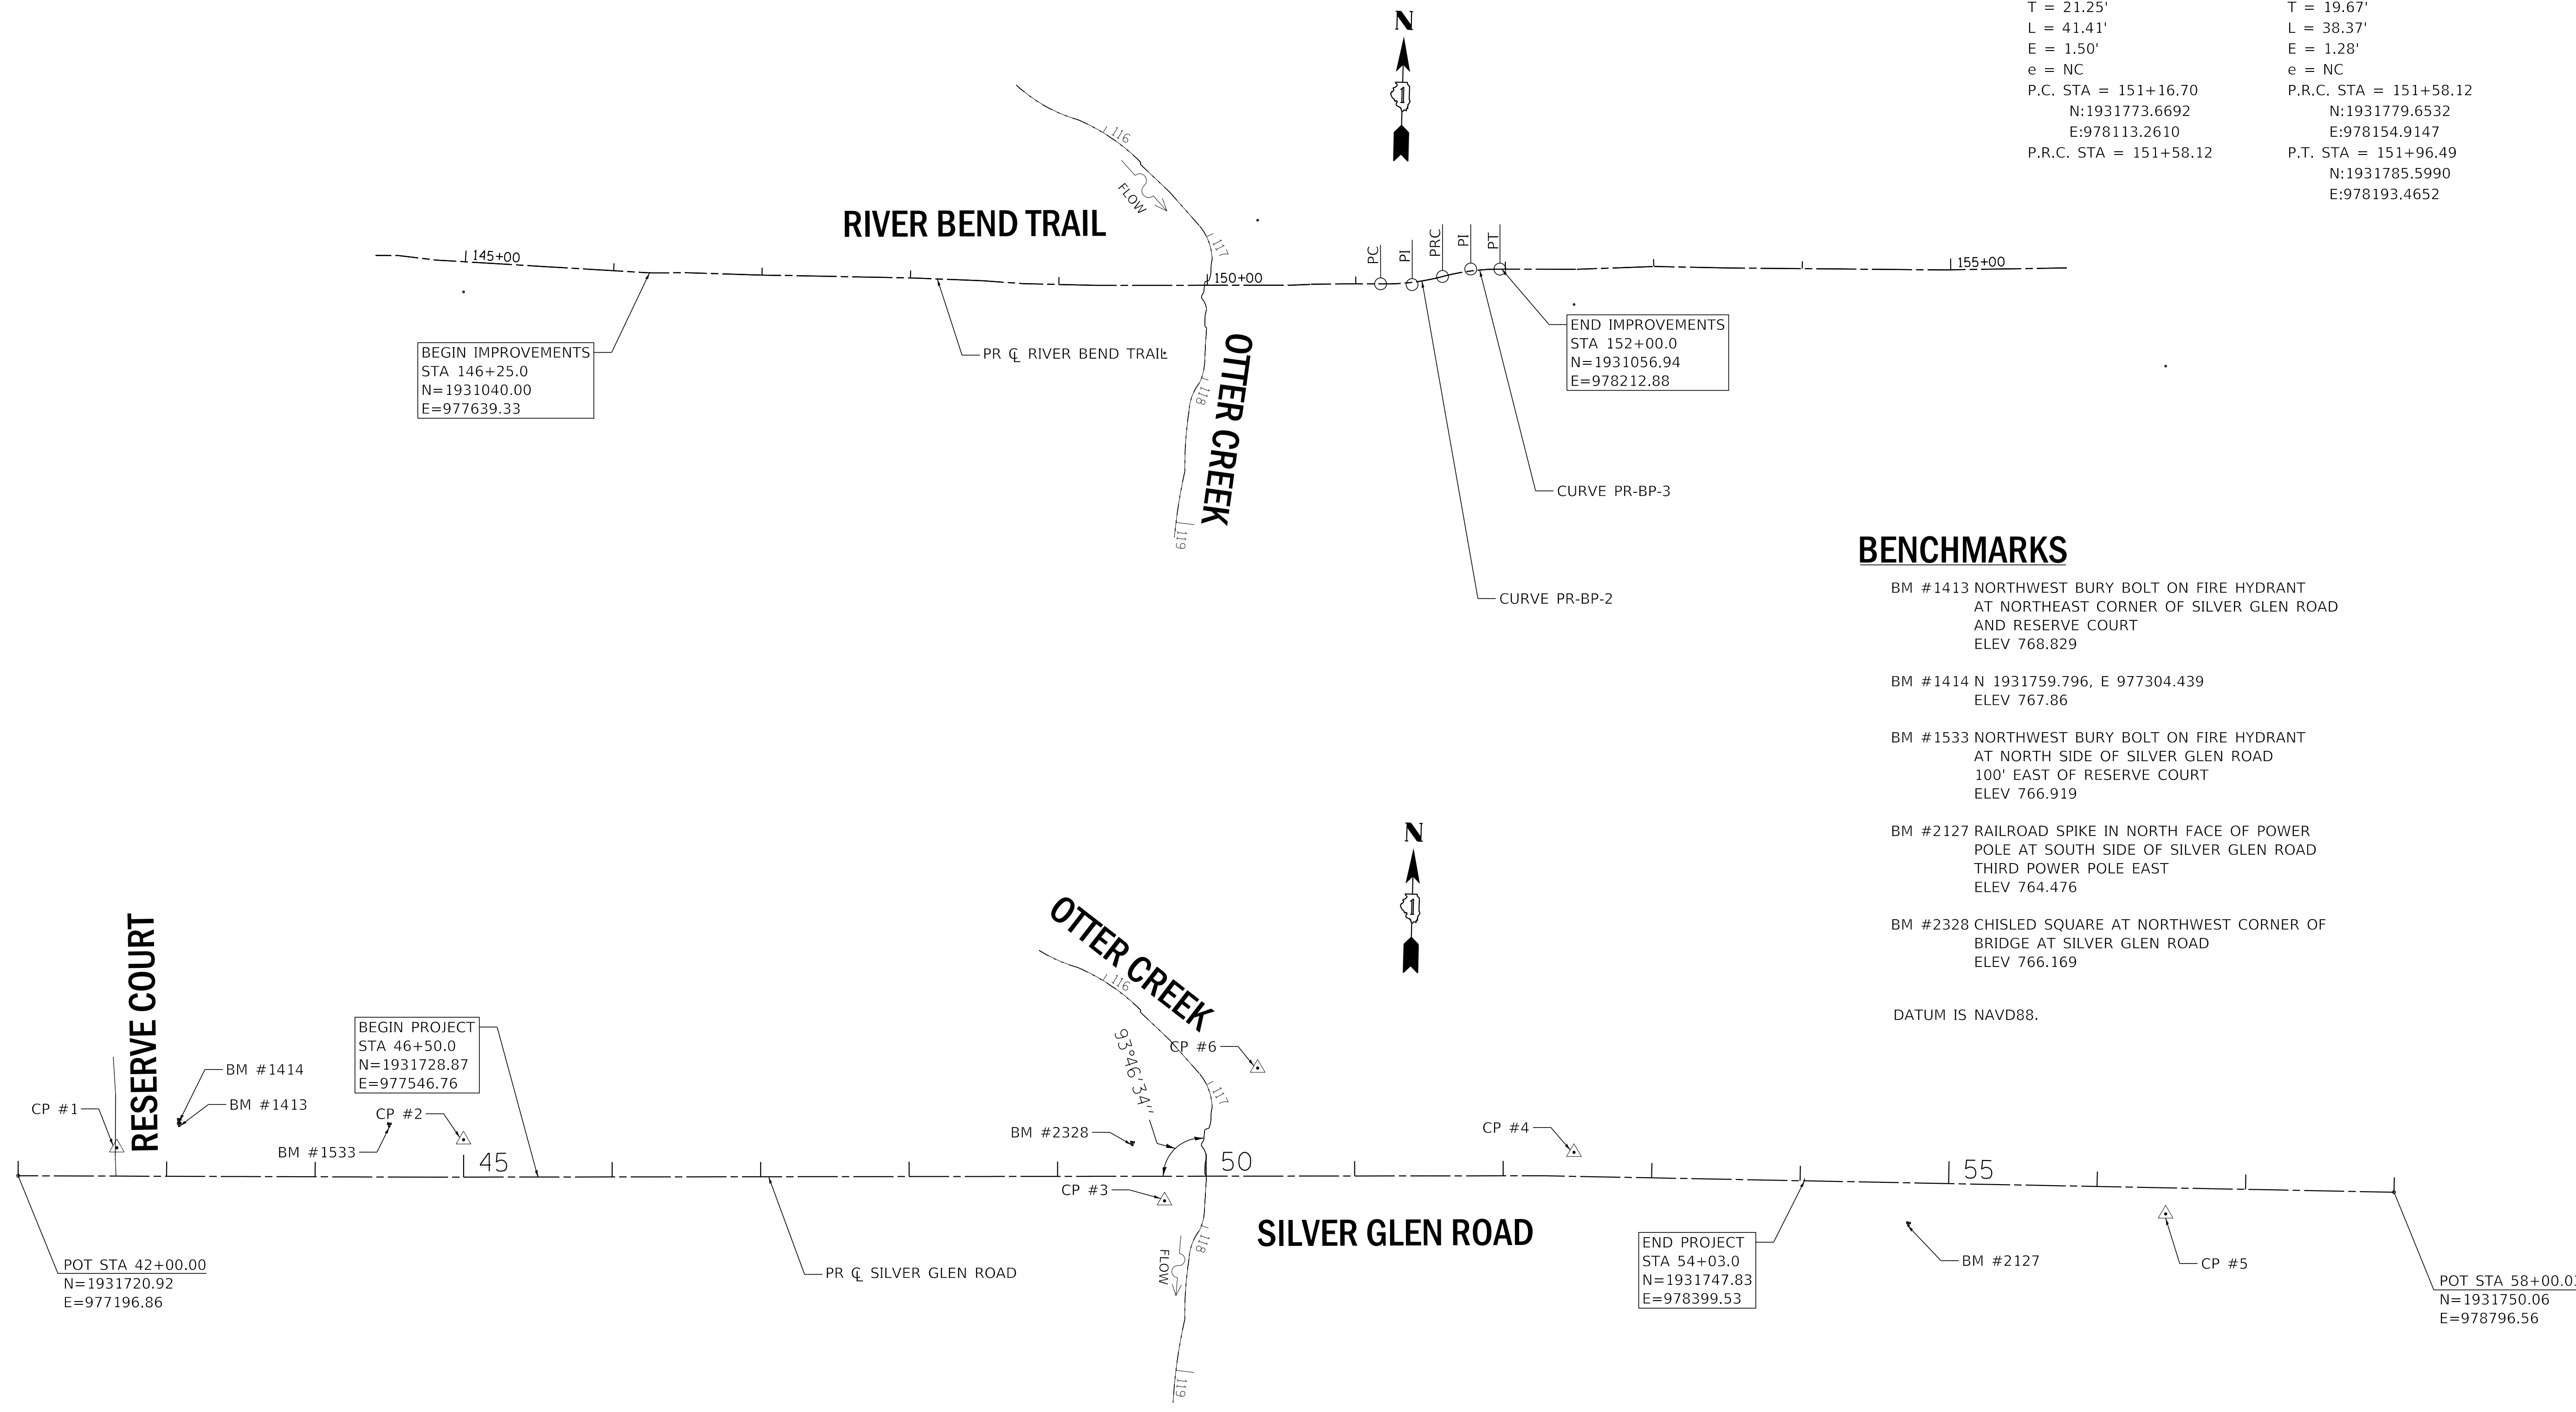 T = 21.25'
L = 41.41'
E = 1.50'
e = NC
P.C. STA = 151+16.70
N:1931773.6692
E:978113.2610
P.R.C. STA = 151+58.12
T = 19.67'
L = 38.37'
E = 1.28'
e = NC
P.R.C. STA = 151+58.12
N:1931779.6532
E:978154.9147
P.T. STA = 151+96.49
N:1931785.5990
E:978193.4652
N
1
116
FLOW
RIVER BEND TRAIL
117
145+00
150+00
PC
PI
PRC
PI
PT
155+00
BEGIN IMPROVEMENTS
STA 146+25.0
N=1931040.00
E=977639.33
PR ℄ RIVER BEND TRAIL
OTTER CREEK
118
119
END IMPROVEMENTS
STA 152+00.0
N=1931056.94
E=978212.88
CURVE PR-BP-3
CURVE PR-BP-2
BENCHMARKS
BM #1413 NORTHWEST BURY BOLT ON FIRE HYDRANT
AT NORTHEAST CORNER OF SILVER GLEN ROAD
AND RESERVE COURT
ELEV 768.829
BM #1414 N 1931759.796, E 977304.439
ELEV 767.86
BM #1533 NORTHWEST BURY BOLT ON FIRE HYDRANT
AT NORTH SIDE OF SILVER GLEN ROAD
100' EAST OF RESERVE COURT
ELEV 766.919
BM #2127 RAILROAD SPIKE IN NORTH FACE OF POWER
POLE AT SOUTH SIDE OF SILVER GLEN ROAD
THIRD POWER POLE EAST
ELEV 764.476
BM #2328 CHISLED SQUARE AT NORTHWEST CORNER OF
BRIDGE AT SILVER GLEN ROAD
ELEV 766.169
DATUM IS NAVD88.
N
1
RESERVE COURT
OTTER CREEK
116
93°46'34"
CP #6
117
BEGIN PROJECT
STA 46+50.0
N=1931728.87
E=977546.76
BM #1414
BM #1413
CP #1
CP #2
BM #1533
BM #2328
CP #4
45
50
55
CP #3
118
FLOW
119
SILVER GLEN ROAD
POT STA 42+00.00
N=1931720.92
E=977196.86
PR ℄ SILVER GLEN ROAD
END PROJECT
STA 54+03.0
N=1931747.83
E=978399.53
BM #2127
CP #5
POT STA 58+00.03
N=1931750.06
E=978796.56